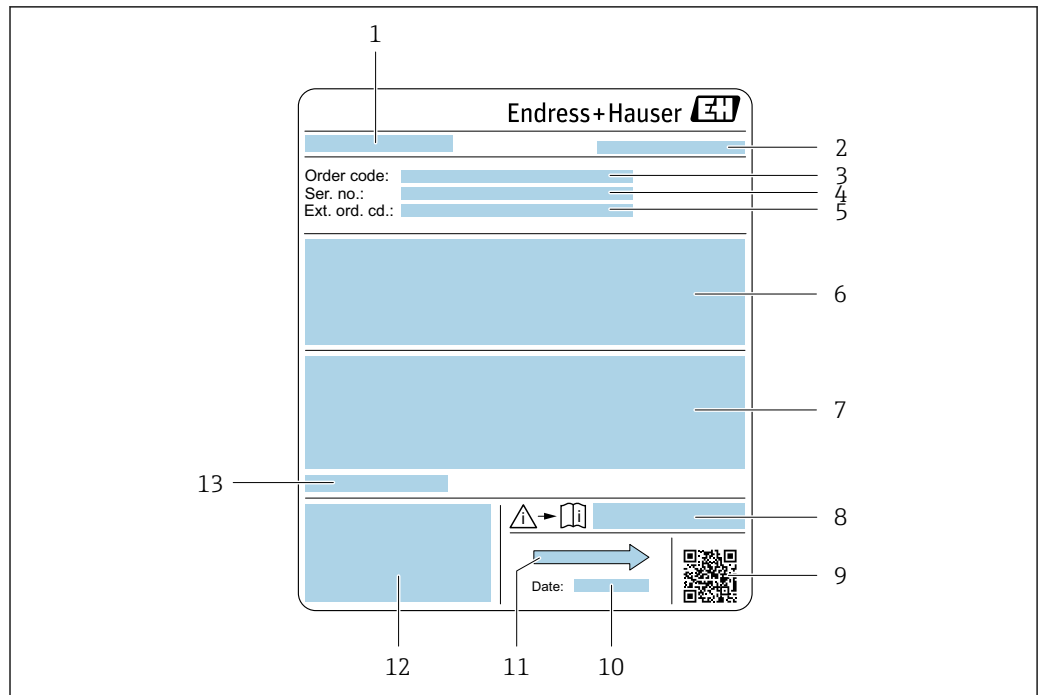 1
Endress+Hauser EH
2
Order code: 3
Ser. no.: 4
Ext. ord. cd.: 5
6
7
13
i i 8
9
Date:
12 11 10